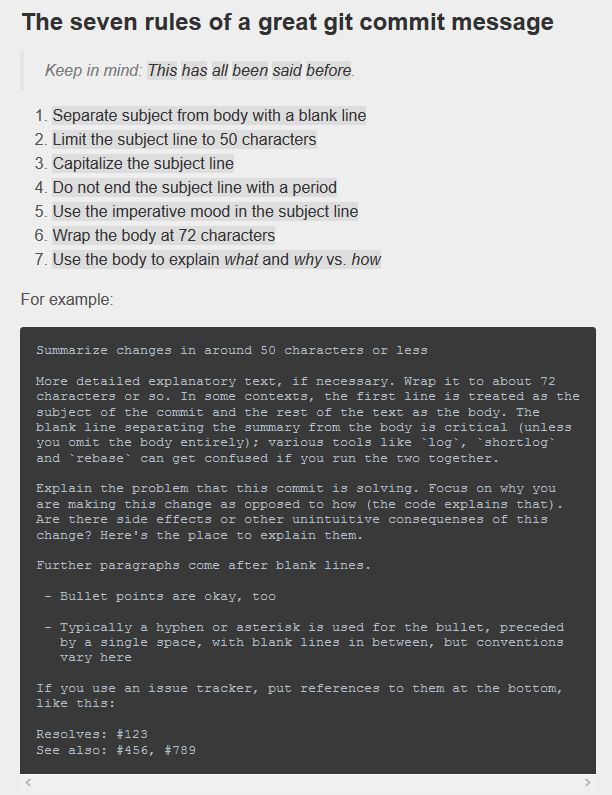 The seven rules of a great git commit message
Keep in mind: This has all been said before.
1. Separate subject from body with a blank line
2. Limit the subject line to 50 characters
3. Capitalize the subject line
4. Do not end the subject line with a period
5. Use the imperative mood in the subject line
6. Wrap the body at 72 characters
7. Use the body to explain what and why vs. how
For example:
Summarize changes in around 50 characters or less
More detailed explanatory text, if necessary. Wrap it to about 72
characters or so. In some contexts, the first line is treated as the
subject of the commit and the rest of the text as the body. The
blank line separating the summary from the body is critical (unless
you omit the body entirely); various tools like `log`, `shortlog`
and `rebase` can get confused if you run the two together.
Explain the problem that this commit is solving. Focus on why you
are making this change as opposed to how (the code explains that).
Are there side effects or other unintuitive consequenses of this
change? Here's the place to explain them.
Further paragraphs come after blank lines.
- Bullet points are okay, too
- Typically a hyphen or asterisk is used for the bullet, preceded
by a single space, with blank lines in between, but conventions
vary here
If you use an issue tracker, put references to them at the bottom,
like this:
Resolves: #123
See also: #456, #789